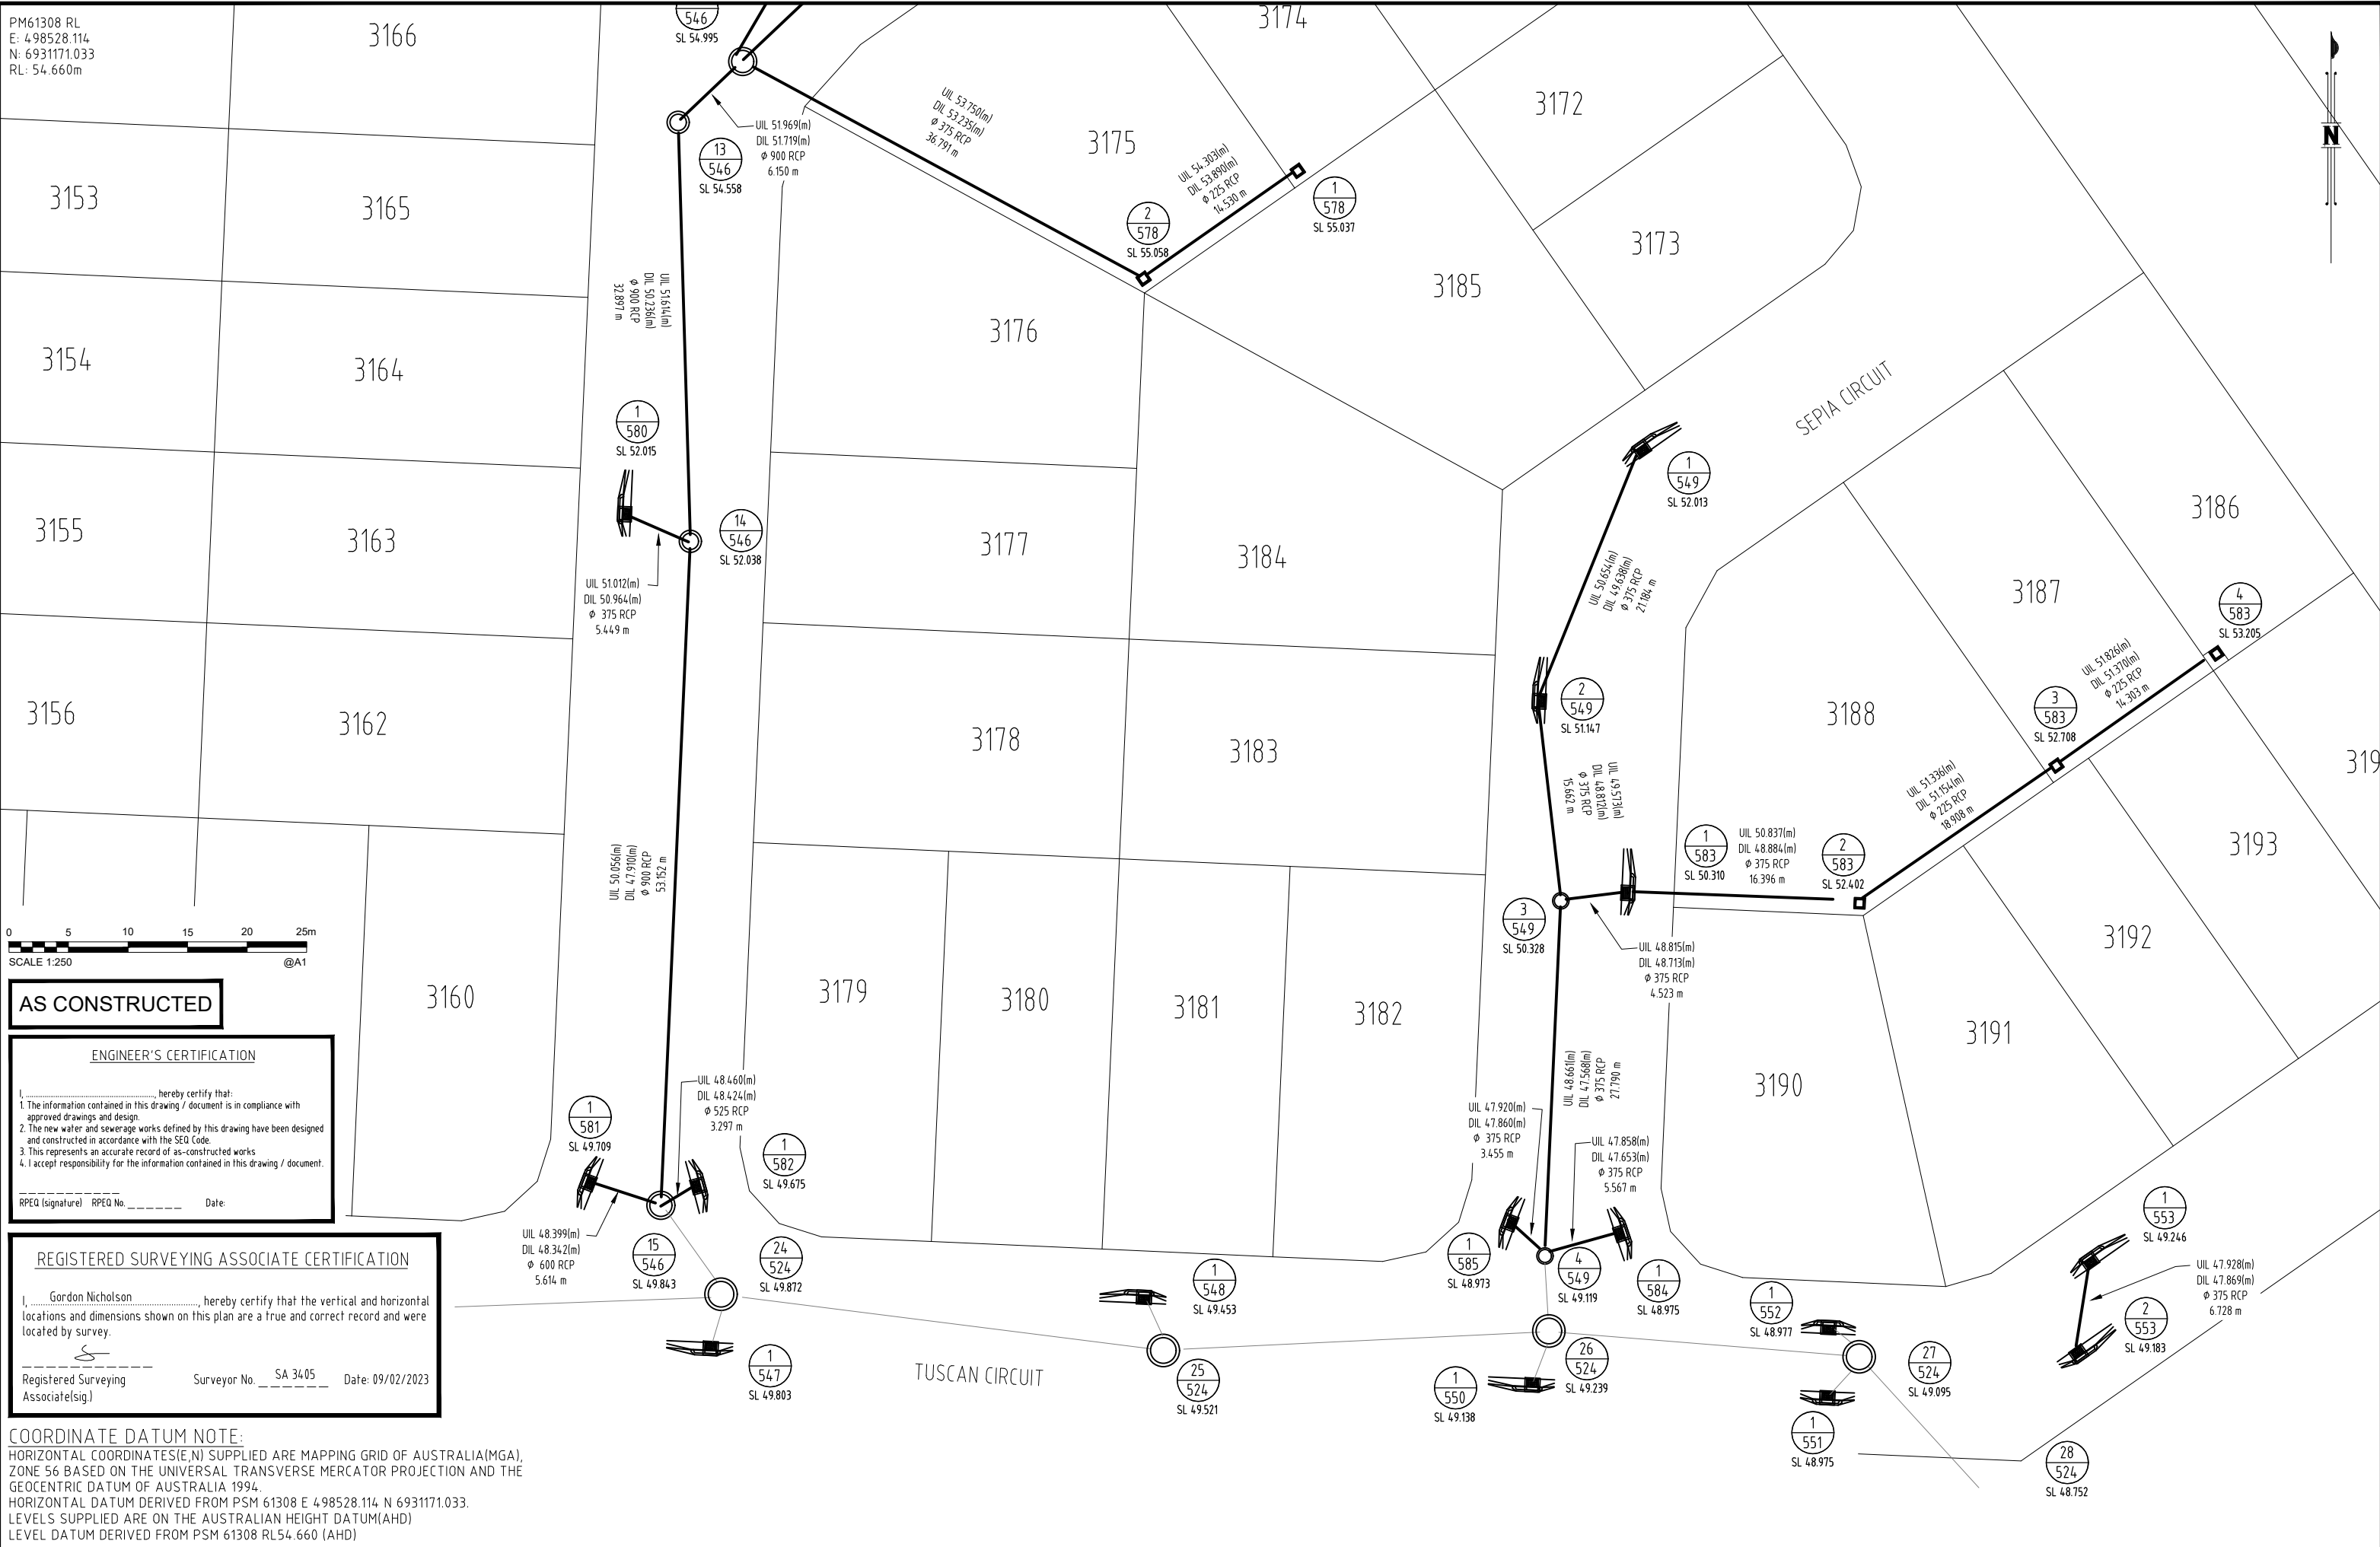 PM61308 RL
E: 498528.114
N: 6931171.033
RL: 54.660m
3166
546
SL 54.995
3174
N
3172
3175
UIL 53.750(m)
DIL 53.235(m)
Φ 375 RCP
36.791 m
UIL 51.969(m)
DIL 51.719(m)
Φ 900 RCP
6.150 m
13
546
SL 54.558
UIL 54.303(m)
DIL 53.890(m)
Φ 225 RCP
14.530 m
1
578
SL 55.037
2
578
SL 55.058
3153
3165
3173
3185
UIL 51.614(m)
DIL 50.236(m)
Φ 900 RCP
32.897 m
3176
3154
3164
SEPIA CIRCUIT
1
580
SL 52.015
1
549
SL 52.013
14
546
SL 52.038
3155
3163
3177
3184
3186
3187
UIL 51.012(m)
DIL 50.964(m)
Φ 375 RCP
5.449 m
UIL 50.654(m)
DIL 49.638(m)
Φ 375 RCP
21.184 m
4
583
SL 53.205
UIL 51.826(m)
DIL 51.370(m)
Φ 225 RCP
14.303 m
2
549
SL 51.147
3
583
SL 52.708
3156
3162
3178
3183
3188
319
UIL 49.573(m)
DIL 48.812(m)
Φ 375 RCP
15.662 m
UIL 51.336(m)
DIL 51.154(m)
Φ 225 RCP
18.908 m
UIL 50.056(m)
DIL 47.910(m)
Φ 900 RCP
53.152 m
1
583
SL 50.310
UIL 50.837(m)
DIL 48.884(m)
Φ 375 RCP
16.396 m
2
583
SL 52.402
3193
3
549
SL 50.328
3192
UIL 48.815(m)
DIL 48.713(m)
Φ 375 RCP
4.523 m
0 5 10 15 20 25m
SCALE 1:250 @A1
AS CONSTRUCTED
3160
3179
3180
3181
3182
3191
3190
UIL 48.661(m)
DIL 47.568(m)
Φ 375 RCP
27.790 m
ENGINEER'S CERTIFICATION
I, ............................................., hereby certify that:
1. The information contained in this drawing / document is in compliance with
approved drawings and design.
2. The new water and sewerage works defined by this drawing have been designed
and constructed in accordance with the SEQ Code.
3. This represents an accurate record of as-constructed works
4. I accept responsibility for the information contained in this drawing / document.
RPEQ (signature) RPEQ No. ______ Date:
UIL 48.460(m)
DIL 48.424(m)
Φ 525 RCP
3.297 m
1
581
SL 49.709
1
582
SL 49.675
UIL 47.920(m)
DIL 47.860(m)
Φ 375 RCP
3.455 m
UIL 47.858(m)
DIL 47.653(m)
Φ 375 RCP
5.567 m
UIL 48.399(m)
DIL 48.342(m)
Φ 600 RCP
5.614 m
15
546
SL 49.843
24
524
SL 49.872
1
548
SL 49.453
1
585
SL 48.973
4
549
SL 49.119
1
584
SL 48.975
1
552
SL 48.977
1
553
SL 49.246
UIL 47.928(m)
DIL 47.869(m)
Φ 375 RCP
6.728 m
2
553
SL 49.183
REGISTERED SURVEYING ASSOCIATE CERTIFICATION
I, .... Gordon Nicholson ...................., hereby certify that the vertical and horizontal
locations and dimensions shown on this plan are a true and correct record and were
located by survey.
Registered Surveying Surveyor No. SA 3405 Date: 09/02/2023
Associate(sig.)
1
547
SL 49.803
TUSCAN CIRCUIT
25
524
SL 49.521
1
550
SL 49.138
26
524
SL 49.239
27
524
SL 49.095
1
551
SL 48.975
28
524
SL 48.752
COORDINATE DATUM NOTE:
HORIZONTAL COORDINATES(E,N) SUPPLIED ARE MAPPING GRID OF AUSTRALIA(MGA),
ZONE 56 BASED ON THE UNIVERSAL TRANSVERSE MERCATOR PROJECTION AND THE
GEOCENTRIC DATUM OF AUSTRALIA 1994.
HORIZONTAL DATUM DERIVED FROM PSM 61308 E 498528.114 N 6931171.033.
LEVELS SUPPLIED ARE ON THE AUSTRALIAN HEIGHT DATUM(AHD)
LEVEL DATUM DERIVED FROM PSM 61308 RL54.660 (AHD)